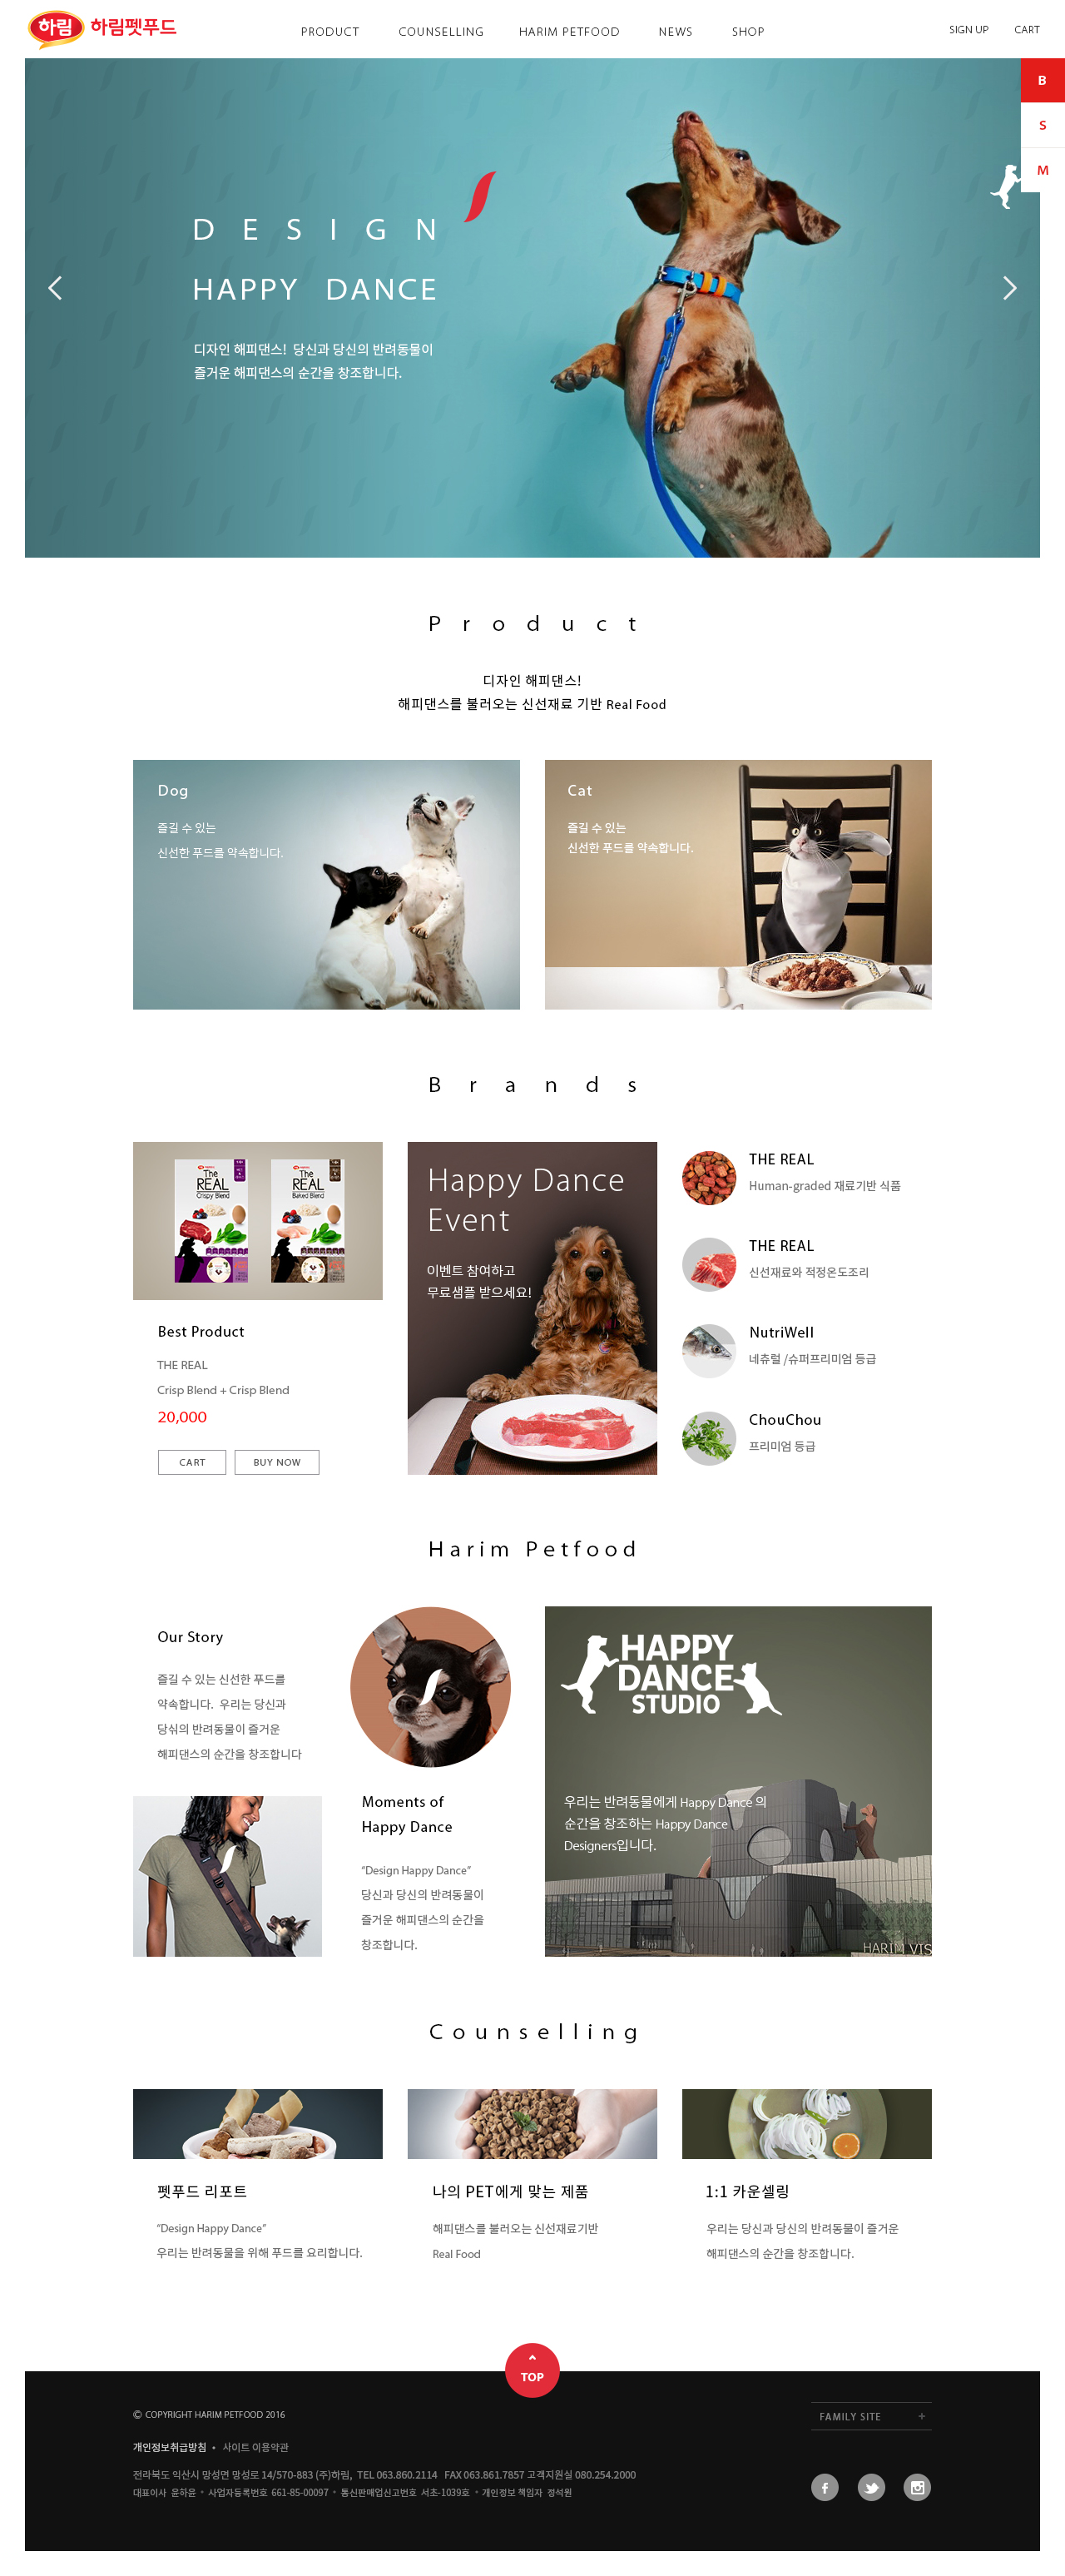 하림 하림펫푸드
PRODUCT COUNSELLING HARIM PETFOOD NEWS SHOP
SIGN UP CART
B
S
M
DESIGN
HAPPY DANCE
디자인 해피댄스! 당신과 당신의 반려동물이
즐거운 해피댄스의 순간을 창조합니다.
Product
디자인 해피댄스!
해피댄스를 불러오는 신선재료 기반 Real Food
Dog
즐길 수 있는
신선한 푸드를 약속합니다.
Cat
즐길 수 있는
신선한 푸드를 약속합니다.
Brands
The
REAL
Crispy Blend
The
REAL
Baked Blend
Best Product
THE REAL
Crisp Blend + Crisp Blend
20,000
CART
BUY NOW
Happy Dance
Event
이벤트 참여하고
무료샘플 받으세요!
THE REAL
Human-graded 재료기반 식품
THE REAL
신선재료와 적정온도조리
NutriWell
네츄럴 /슈퍼프리미엄 등급
ChouChou
프리미엄 등급
Harim Petfood
Our Story
즐길 수 있는 신선한 푸드를
약속합니다. 우리는 당신과
당싞의 반려동물이 즐거운
해피댄스의 순간을 창조합니다
Moments of
Happy Dance
“Design Happy Dance”
당신과 당신의 반려동물이
즐거운 해피댄스의 순간을
창조합니다.
HAPPY
DANCE
STUDIO
우리는 반려동물에게 Happy Dance 의
순간을 창조하는 Happy Dance
Designers입니다.
HARIM VIS
Counselling
펫푸드 리포트
“Design Happy Dance”
우리는 반려동물을 위해 푸드를 요리합니다.
나의 PET에게 맞는 제품
해피댄스를 불러오는 신선재료기반
Real Food
1:1 카운셀링
우리는 당신과 당신의 반려동물이 즐거운
해피댄스의 순간을 창조합니다.
TOP
© COPYRIGHT HARIM PETFOOD 2016
개인정보취급방침 • 사이트 이용약관
전라북도 익산시 망성면 망성로 14/570-883 (주)하림, TEL 063.860.2114 FAX 063.861.7857 고객지원실 080.254.2000
대표이사 윤하윤 • 사업자등록번호 661-85-00097 • 통신판매업신고번호 서초-1039호 • 개인정보 책임자 정석원
FAMILY SITE +